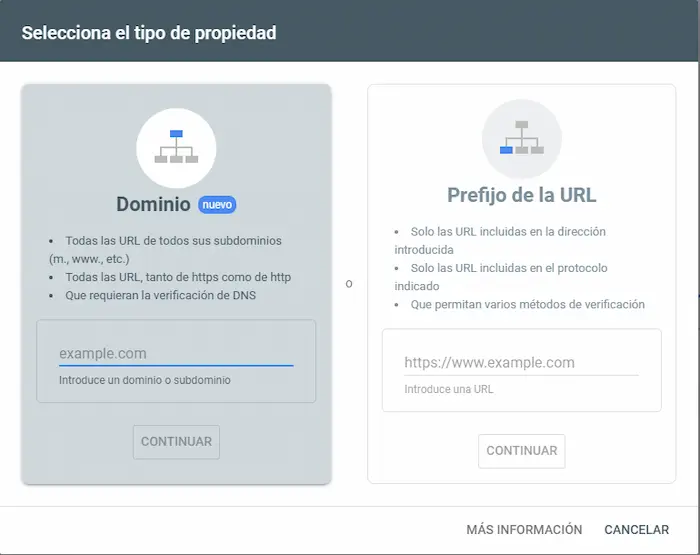 Selecciona el tipo de propiedad
Dominio nuevo
• Todas las URL de todos sus subdominios
(m., www., etc.)
• Todas las URL, tanto de https como de http
• Que requieran la verificación de DNS
example.com
Introduce un dominio o subdominio
CONTINUAR
o
Prefijo de la URL
• Solo las URL incluidas en la dirección
introducida
• Solo las URL incluidas en el protocolo
indicado
• Que permitan varios métodos de verificación
https://www.example.com
Introduce una URL
CONTINUAR
MÁS INFORMACIÓN CANCELAR